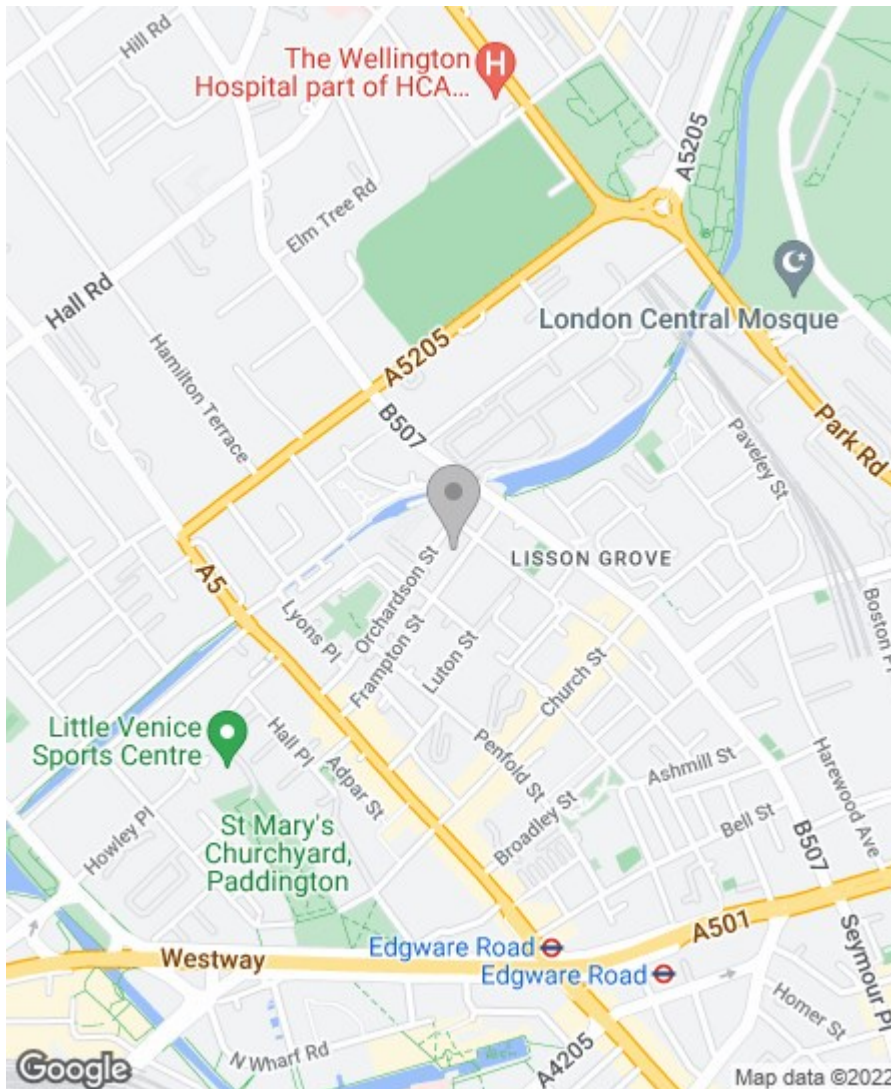 Hill Rd
The Wellington
Hospital part of HCA...
H
A5205
Elm Tree Rd
Hall Rd
London Central Mosque
Hamilton Terrace
A5205
B507
Park Rd
Paveley St
LISSON GROVE
A5
Orchardson St
Lyons Pl
Boston Pl
Frampton St
Luton St
Church St
Little Venice
Sports Centre
Hall Pl
Adpar St
Penfold St
Ashmill St
Harewood Ave
Howley Pl
St Mary's
Churchyard,
Paddington
Broadley St
Bell St
B507
A501
Edgware Road
Westway
Edgware Road
Seymour Pl
Homer St
N Wharf Rd
A4205
Google
Map data ©2022